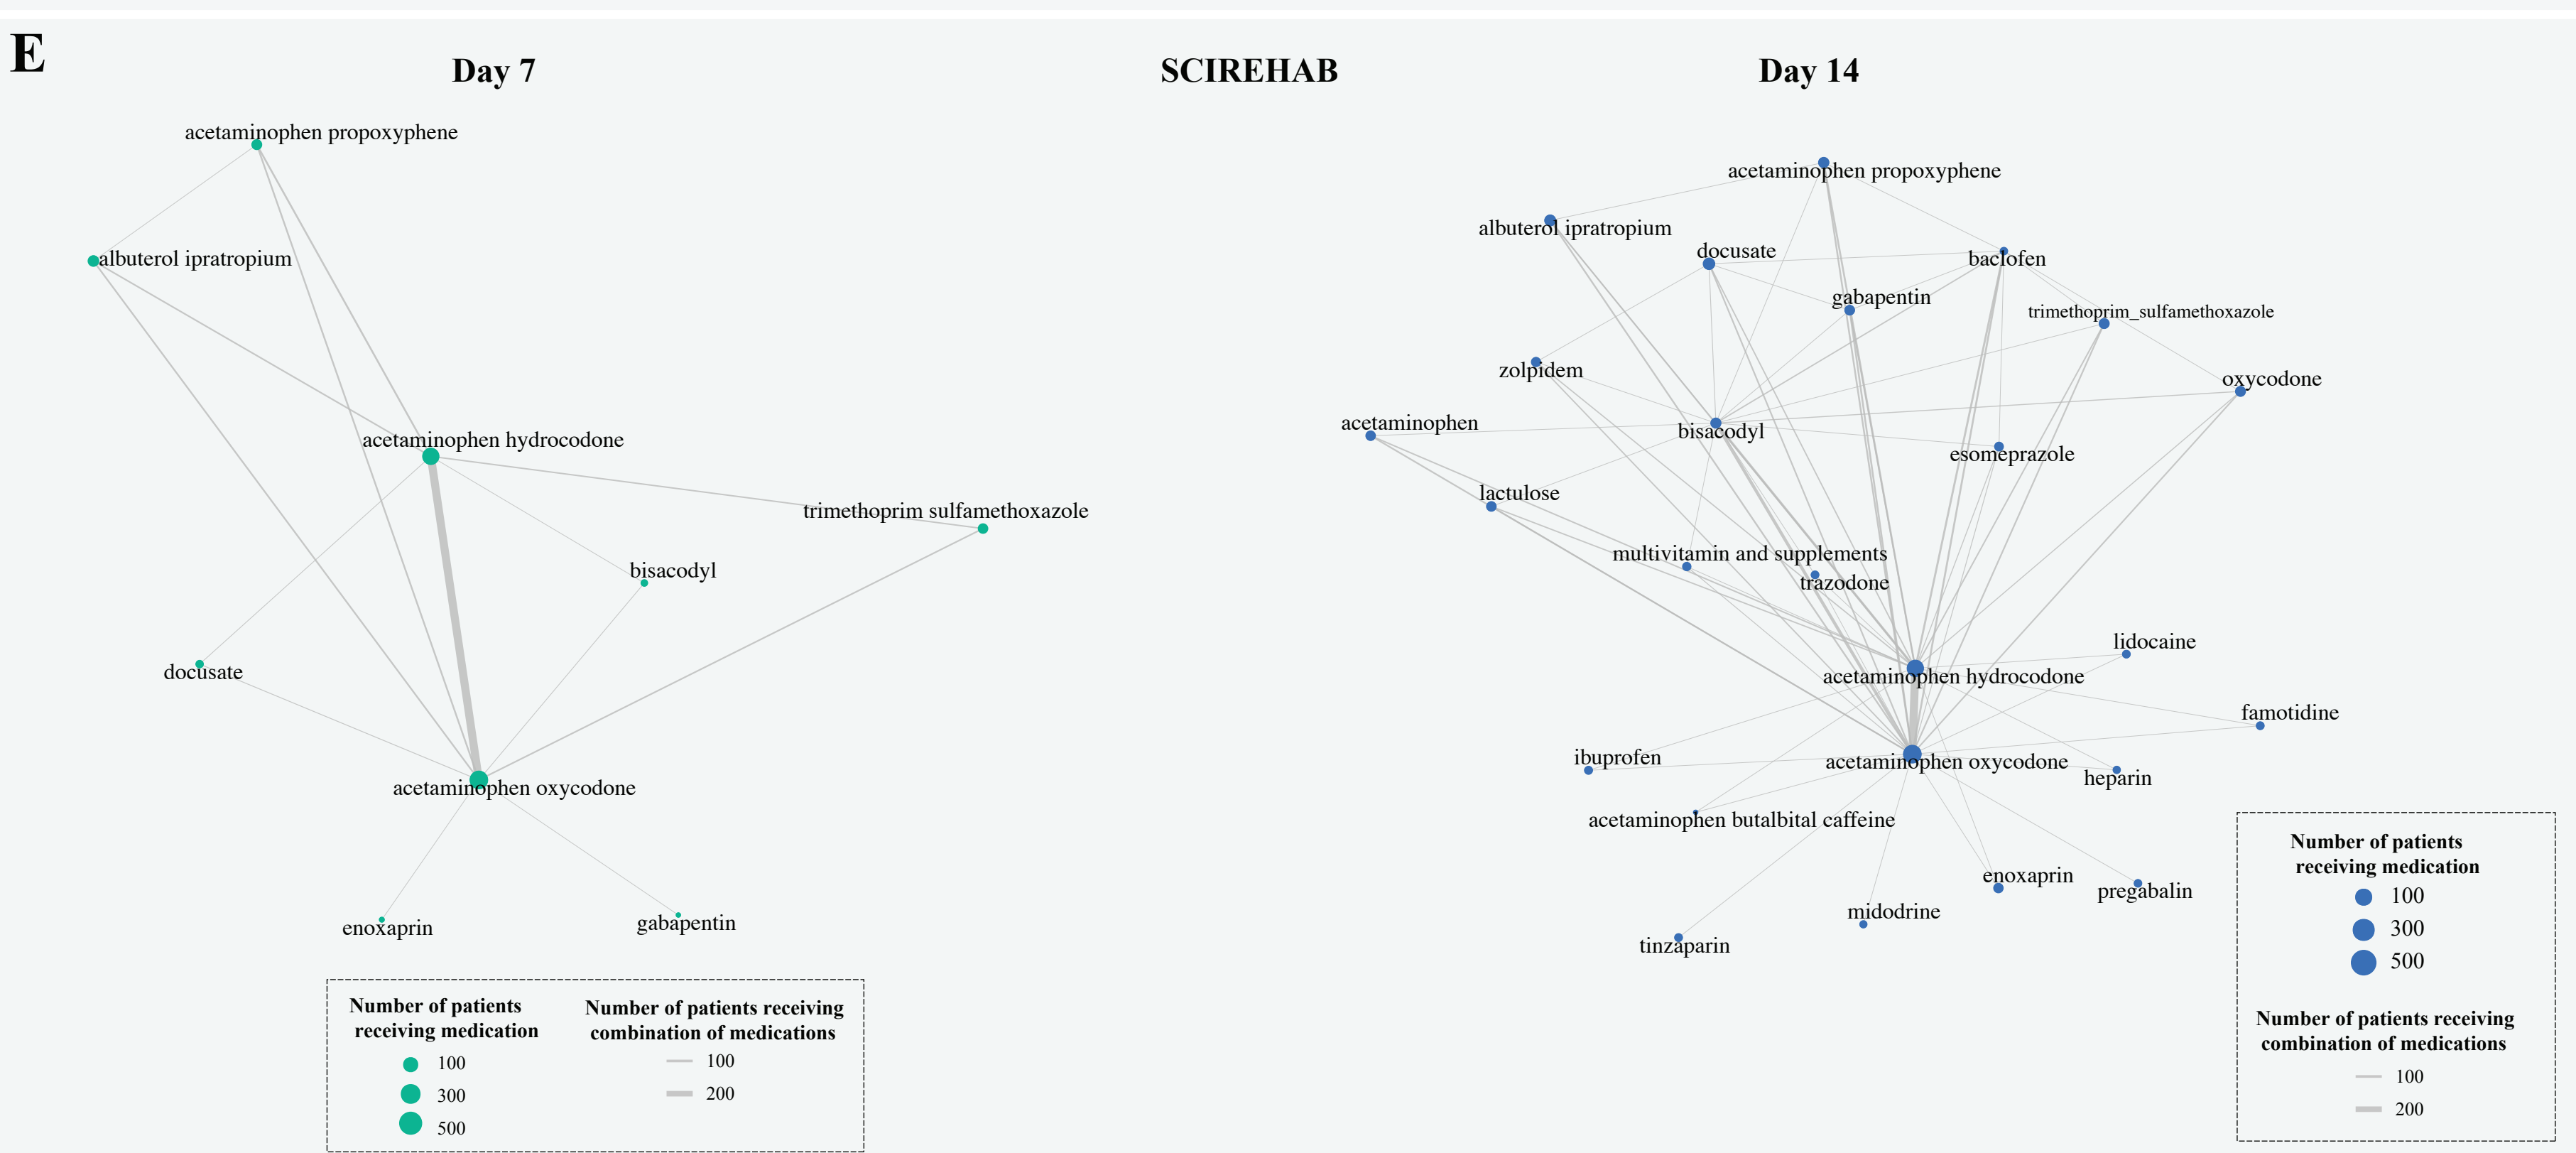 E
Day 7
SCIREHAB
Day 14
acetaminophen propoxyphene
albuterol ipratropium
acetaminophen hydrocodone
trimethoprim sulfamethoxazole
bisacodyl
docusate
acetaminophen oxycodone
enoxaprin
gabapentin
Number of patients
receiving medication
100
300
500
Number of patients receiving
combination of medications
100
200
acetaminophen propoxyphene
albuterol ipratropium
docusate
baclofen
gabapentin
trimethoprim_sulfamethoxazole
zolpidem
oxycodone
acetaminophen
bisacodyl
esomeprazole
lactulose
multivitamin and supplements
trazodone
lidocaine
acetaminophen hydrocodone
famotidine
ibuprofen
acetaminophen oxycodone
heparin
acetaminophen butalbital caffeine
enoxaprin
pregabalin
midodrine
tinzaparin
Number of patients
receiving medication
100
300
500
Number of patients receiving
combination of medications
100
200